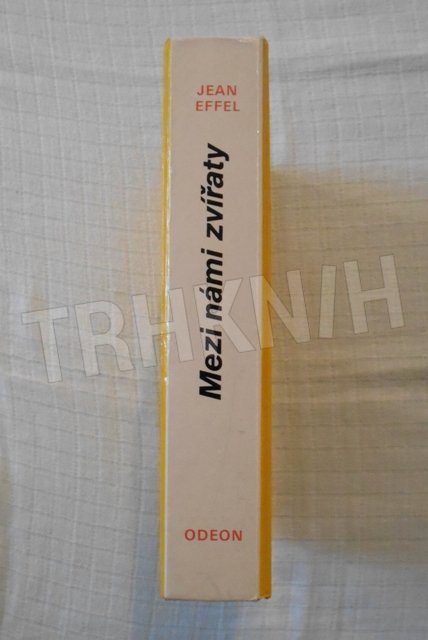 JEAN
EFFEL
Mezi námi zvířaty
TRHKNIH
ODEON